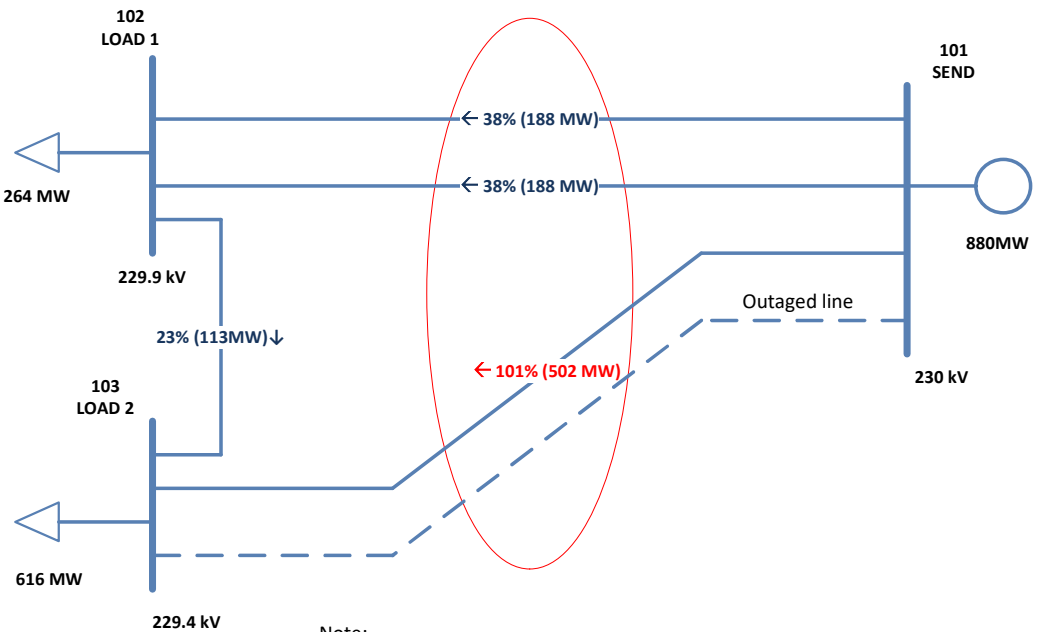 102
LOAD 1
101
SEND
← 38% (188 MW)
264 MW
← 38% (188 MW)
880MW
229.9 kV
Outaged line
23% (113MW)↓
← 101% (502 MW)
230 kV
103
LOAD 2
616 MW
229.4 kV
Note: